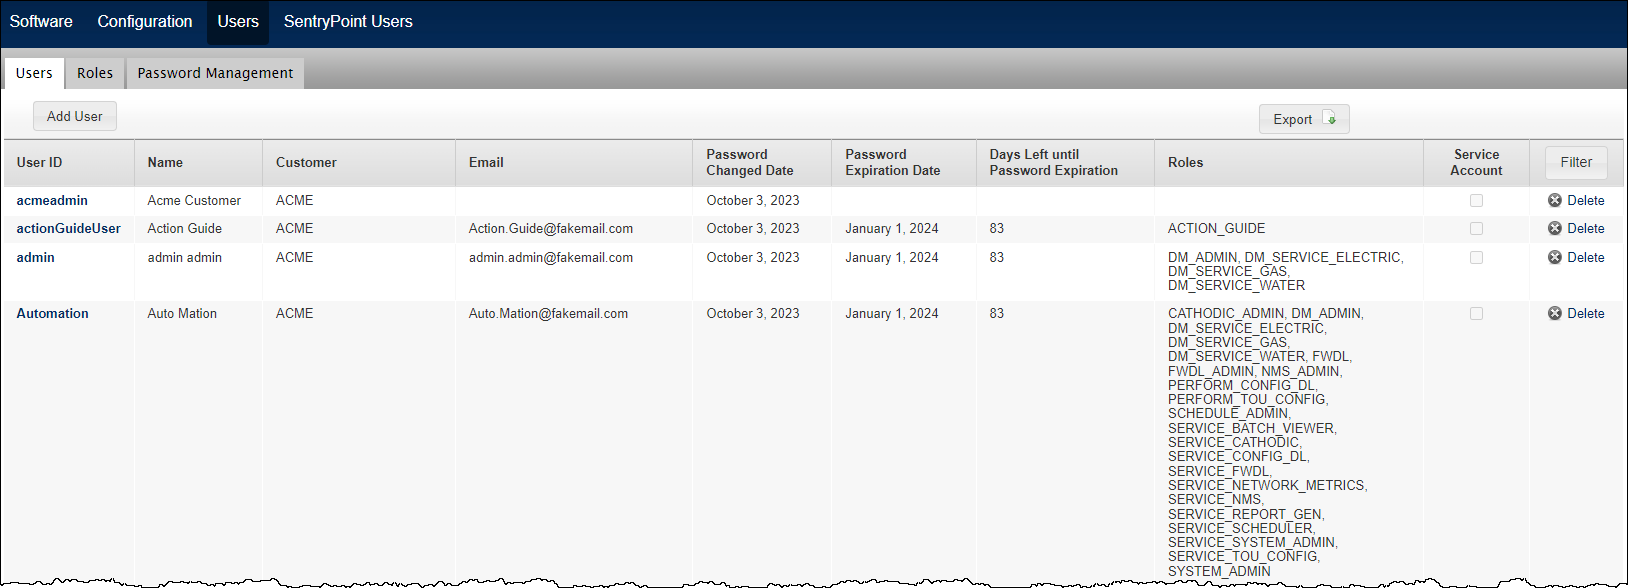 Software Configuration Users SentryPoint Users
Users Roles Password Management
Add User Export
User ID Name Customer Email Password Changed Date Password Expiration Date Days Left until Password Expiration Roles Service Account Filter
acmeadmin Acme Customer ACME October 3, 2023 Delete
actionGuideUser Action Guide ACME Action.Guide@fakemail.com October 3, 2023 January 1, 2024 83 ACTION_GUIDE Delete
admin admin admin ACME admin.admin@fakemail.com October 3, 2023 January 1, 2024 83 DM_ADMIN, DM_SERVICE_ELECTRIC, Delete
DM_SERVICE_GAS,
DM_SERVICE_WATER
Automation Auto Mation ACME Auto.Mation@fakemail.com October 3, 2023 January 1, 2024 83 CATHODIC_ADMIN, DM_ADMIN, Delete
DM_SERVICE_ELECTRIC,
DM_SERVICE_GAS,
DM_SERVICE_WATER, FWDL,
FWDL_ADMIN, NMS_ADMIN,
PERFORM_CONFIG_DL,
PERFORM_TOU_CONFIG,
SCHEDULE_ADMIN,
SERVICE_BATCH_VIEWER,
SERVICE_CATHODIC,
SERVICE_CONFIG_DL,
SERVICE_FWDL,
SERVICE_NETWORK_METRICS,
SERVICE_NMS,
SERVICE_REPORT_GEN,
SERVICE_SCHEDULER,
SERVICE_SYSTEM_ADMIN,
SERVICE_TOU_CONFIG,
SYSTEM_ADMIN